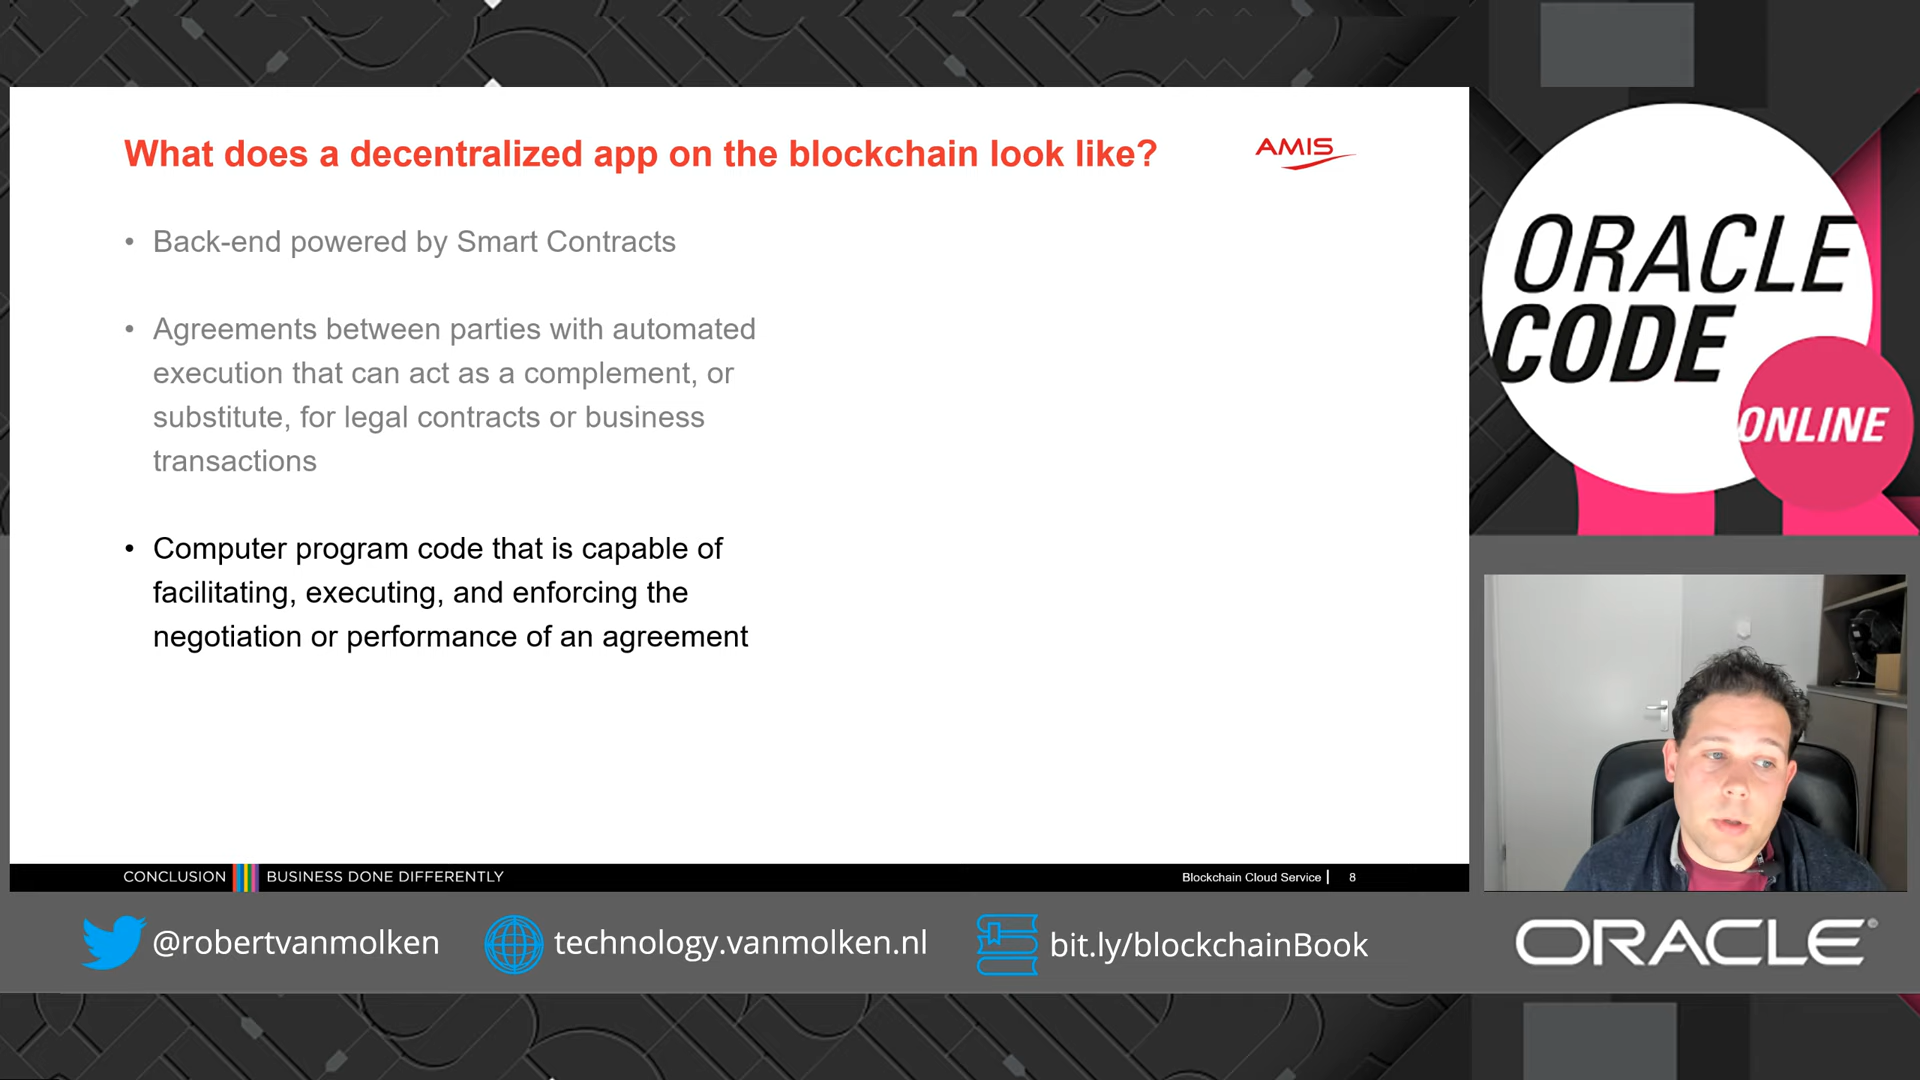 What does a decentralized app on the blockchain look like?
AMIS
• Back-end powered by Smart Contracts
• Agreements between parties with automated
execution that can act as a complement, or
substitute, for legal contracts or business
transactions
• Computer program code that is capable of
facilitating, executing, and enforcing the
negotiation or performance of an agreement
CONCLUSION BUSINESS DONE DIFFERENTLY
Blockchain Cloud Service | 8
ORACLE
CODE
ONLINE
@robertvanmolken
technology.vanmolken.nl
bit.ly/blockchainBook
ORACLE®